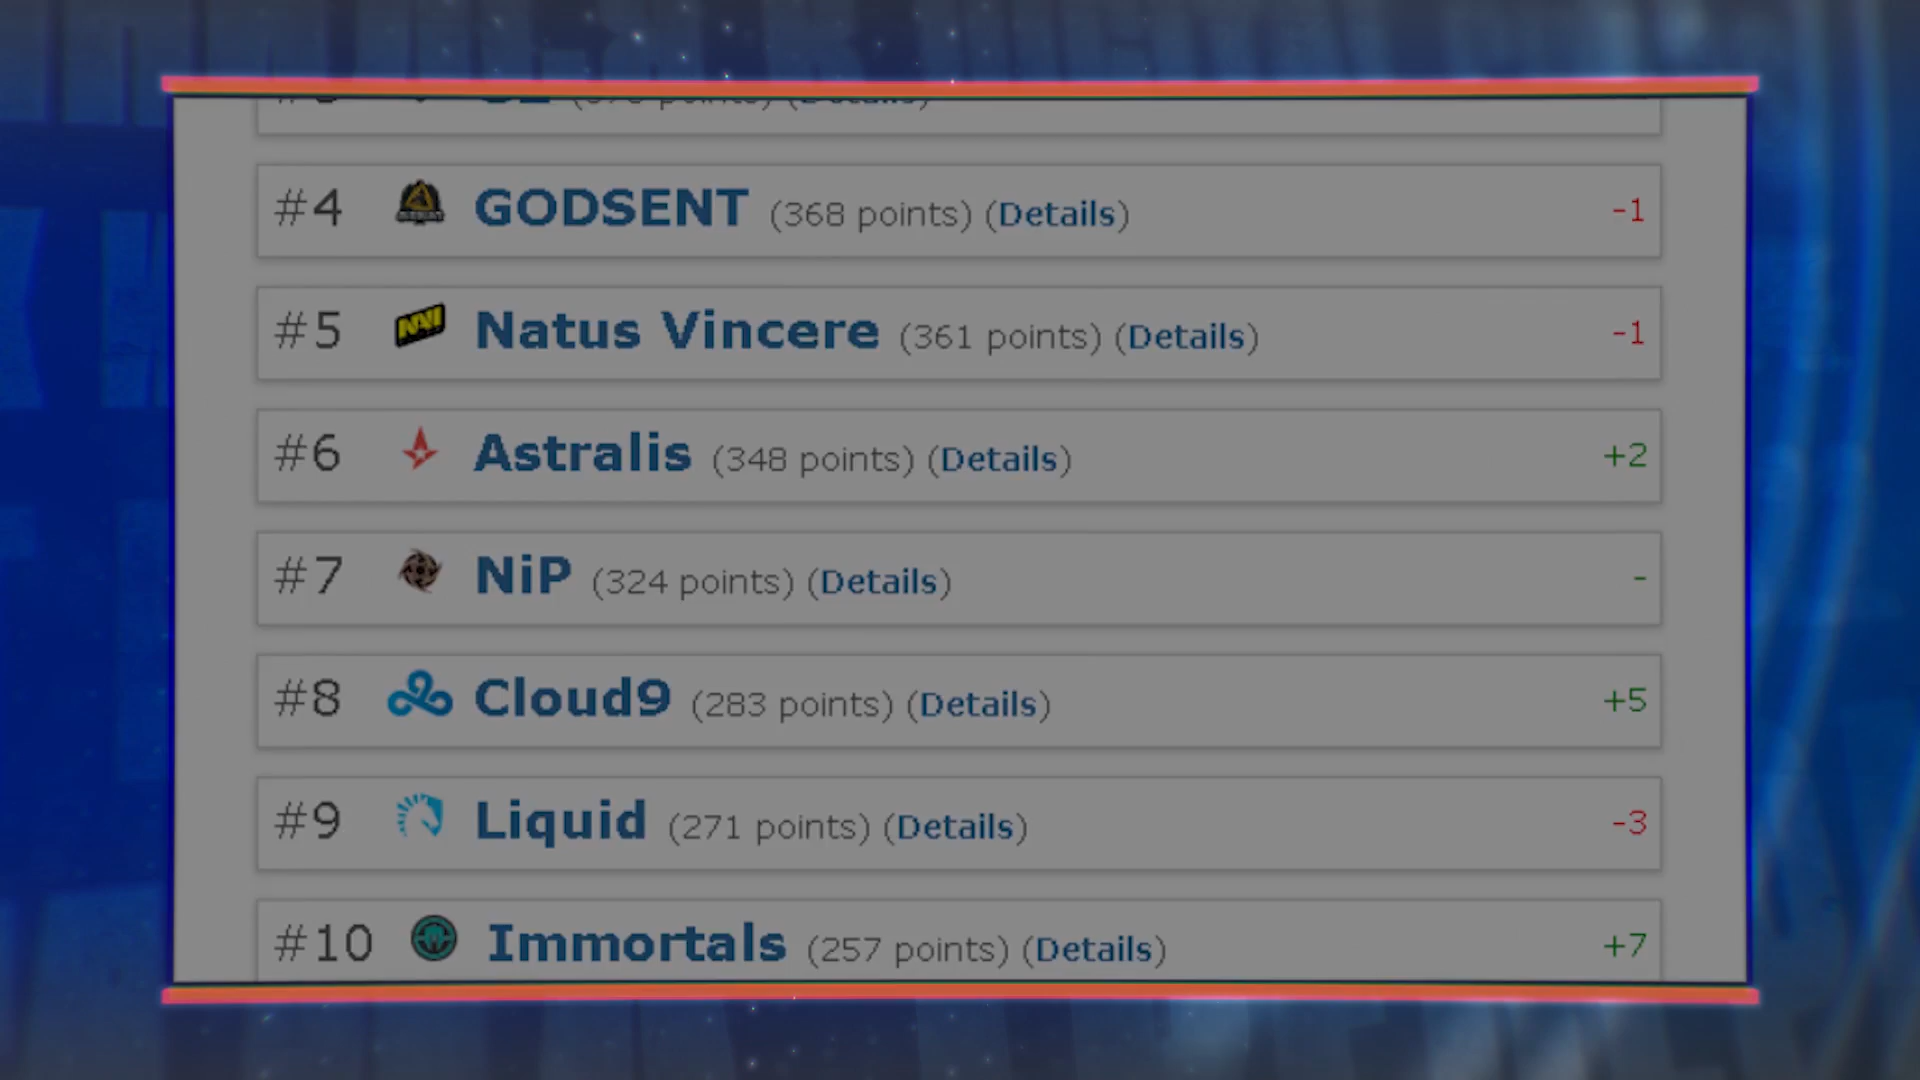 #4 GODSENT (368 points) (Details) -1
#5 Natus Vincere (361 points) (Details) -1
#6 Astralis (348 points) (Details) +2
#7 NiP (324 points) (Details) -
#8 Cloud9 (283 points) (Details) +5
#9 Liquid (271 points) (Details) -3
#10 Immortals (257 points) (Details) +7